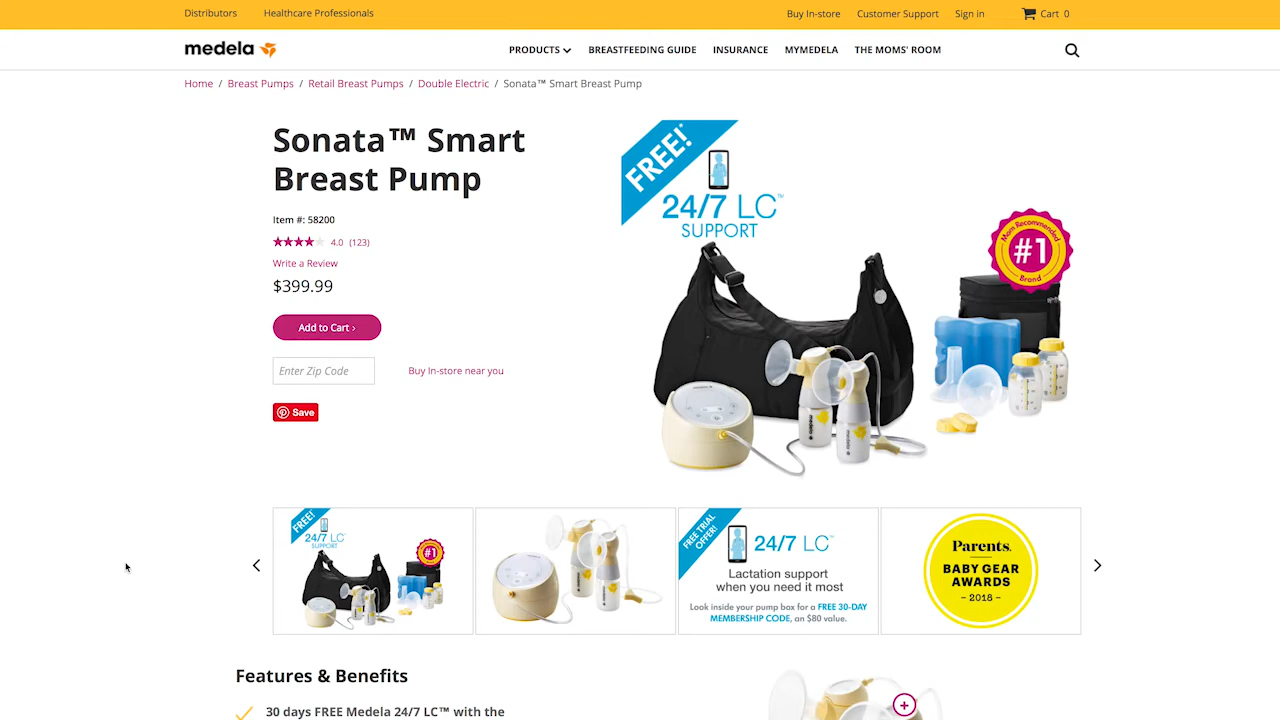 Distributors Healthcare Professionals Buy In-store Customer Support Sign in Cart 0
medela PRODUCTS BREASTFEEDING GUIDE INSURANCE MYMEDELA THE MOMS' ROOM
Home / Breast Pumps / Retail Breast Pumps / Double Electric / Sonata™ Smart Breast Pump
Sonata™ Smart
Breast Pump
Item #: 58200
4.0 (123)
Write a Review
$399.99
Add to Cart ›
Enter Zip Code Buy In-store near you
Save
FREE!*
24/7 LC™
SUPPORT
Mom Recommended
#1
Brand
medela
medela
FREE!
24/7 LC
SUPPORT
#1
FREE TRIAL
OFFER!
24/7 LC™
Lactation support
when you need it most
Look inside your pump box for a FREE 30-DAY
MEMBERSHIP CODE, an $80 value.
Parents.
BABY GEAR
AWARDS
- 2018 -
Features & Benefits
30 days FREE Medela 24/7 LC™ with the